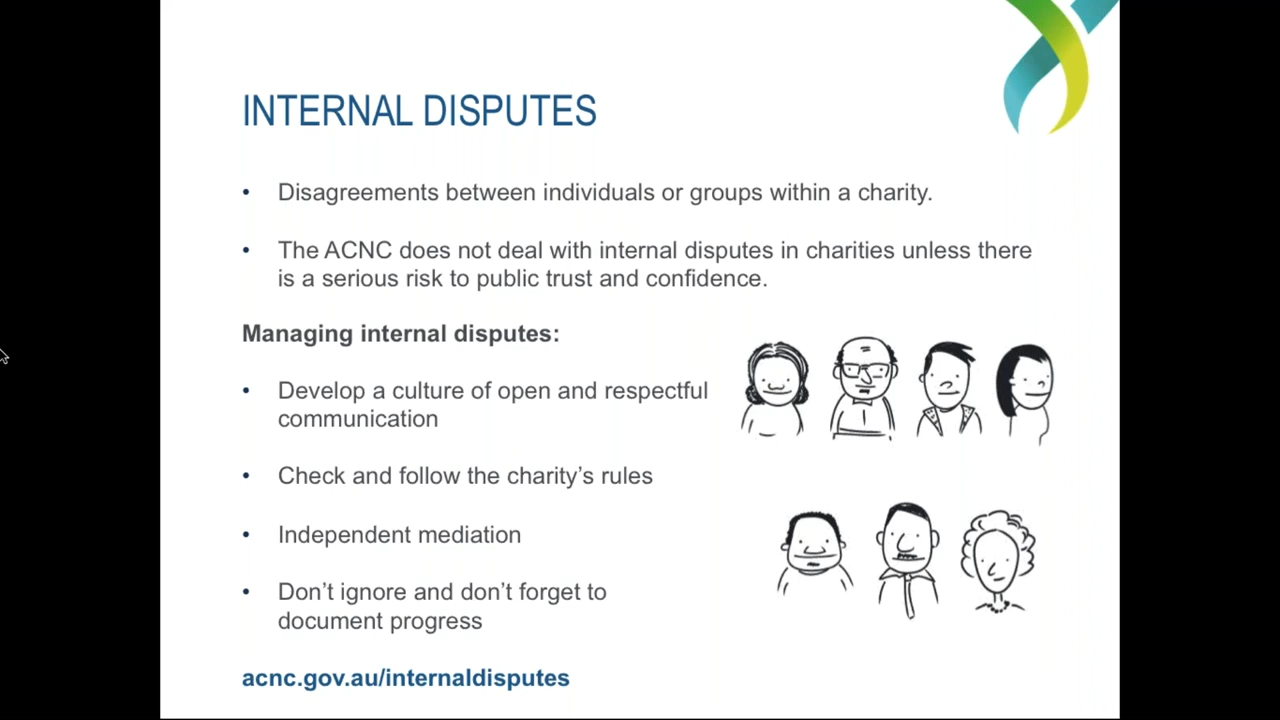 INTERNAL DISPUTES
• Disagreements between individuals or groups within a charity.
• The ACNC does not deal with internal disputes in charities unless there
is a serious risk to public trust and confidence.
Managing internal disputes:
• Develop a culture of open and respectful
communication
• Check and follow the charity’s rules
• Independent mediation
• Don’t ignore and don’t forget to
document progress
acnc.gov.au/internaldisputes